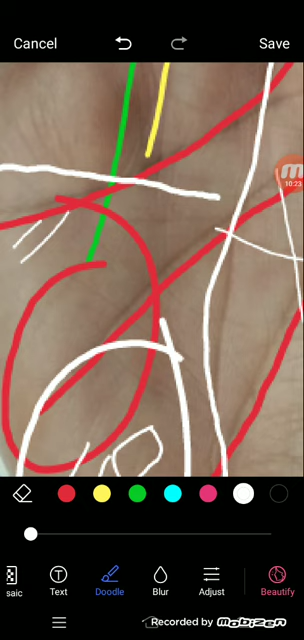 Cancel
Save
10:23
saic
Text
Doodle
Blur
Adjust
Beautify
Recorded by mobizen